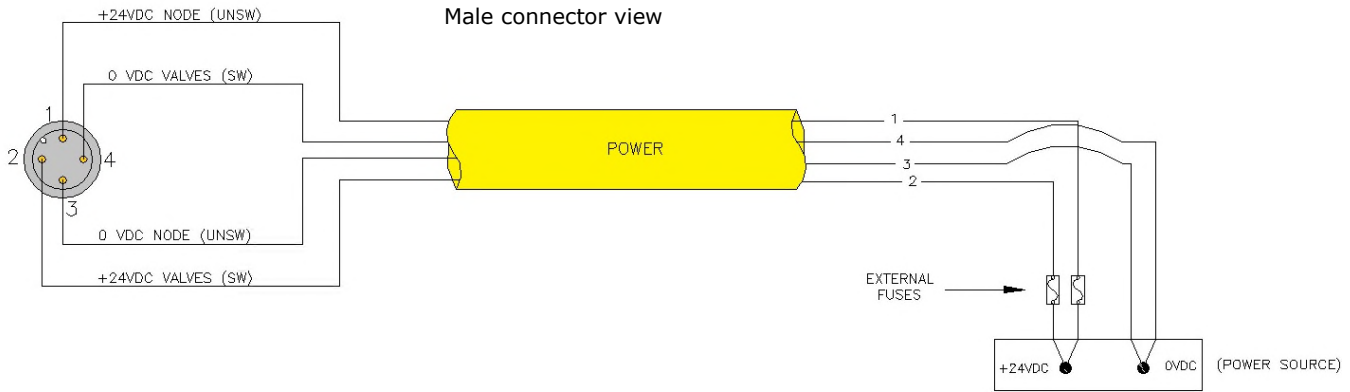 Male connector view
+24VDC NODE (UNSW)
0 VDC VALVES (SW)
1
2
4
3
0 VDC NODE (UNSW)
+24VDC VALVES (SW)
POWER
1
4
3
2
EXTERNAL
FUSES
+24VDC
0VDC
(POWER SOURCE)